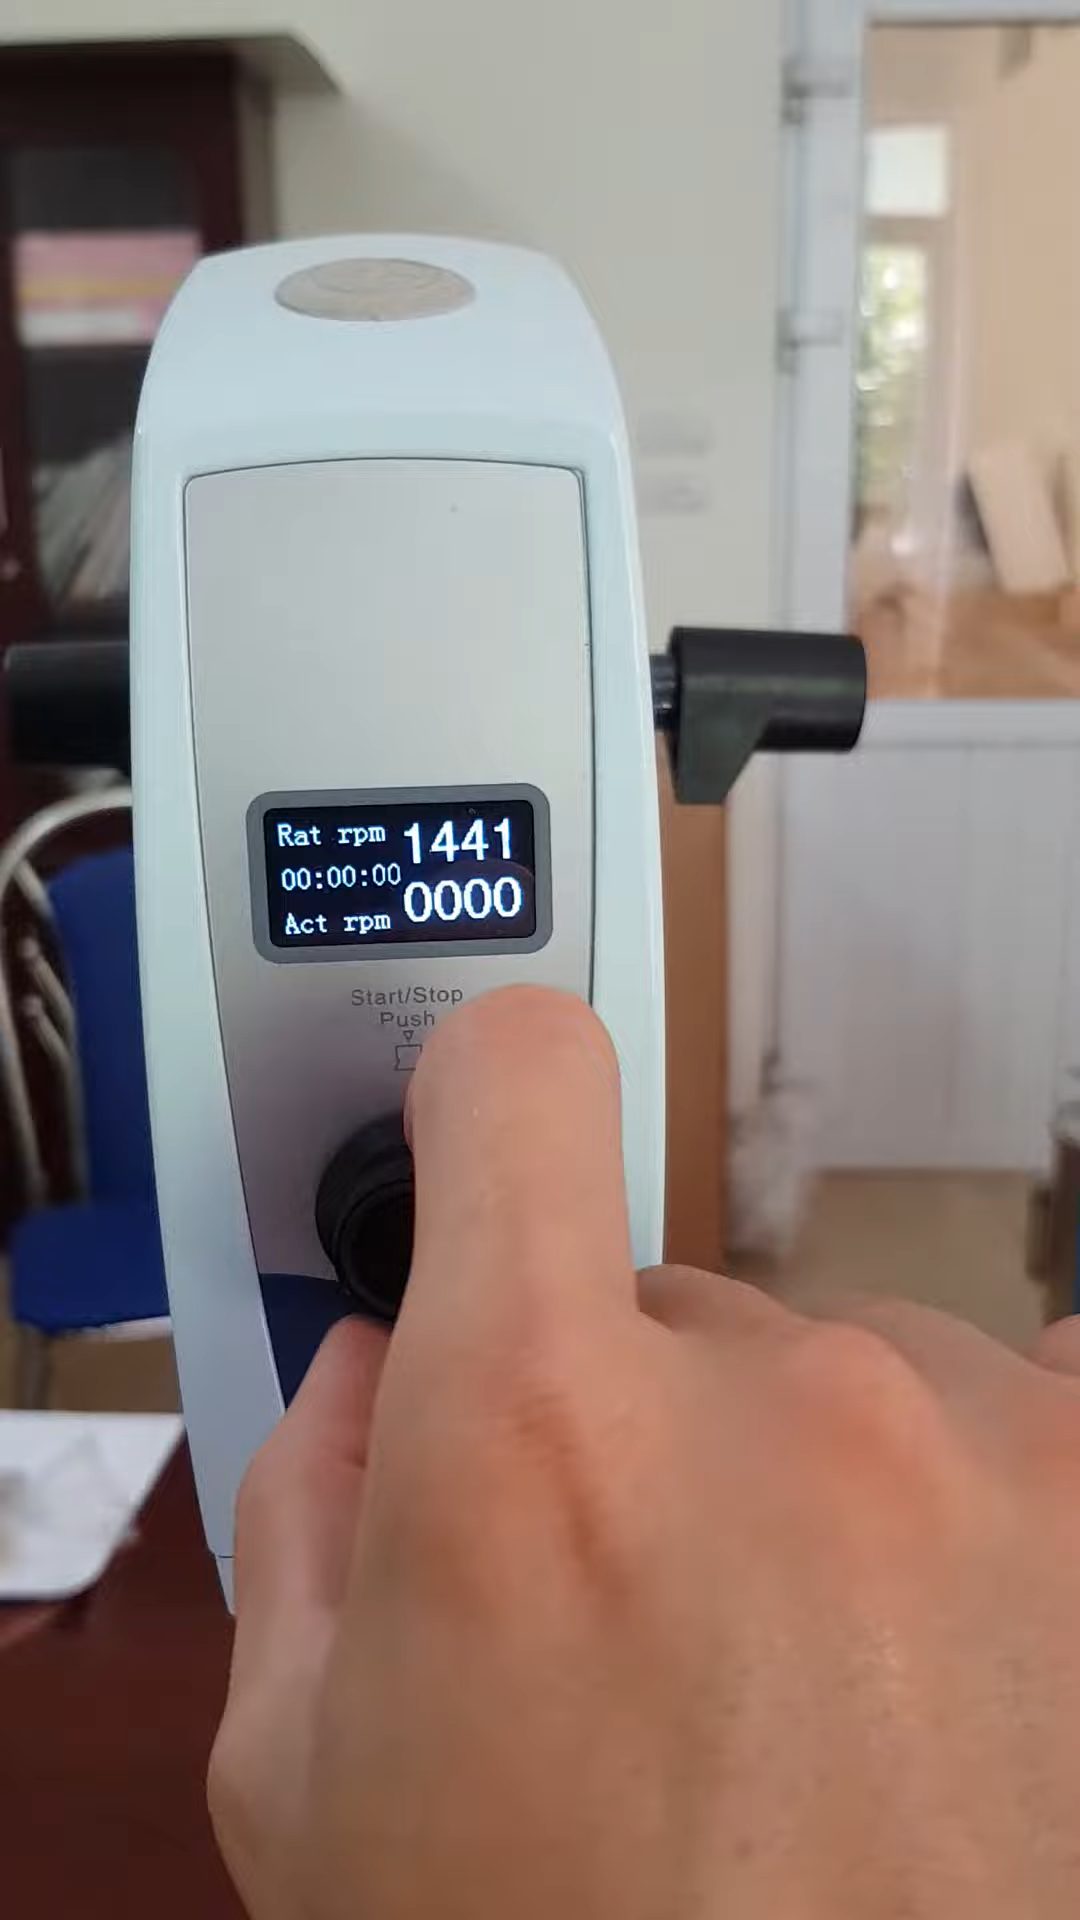 Rat rpm 1441
00:00:00
Act rpm 0000
Start/Stop
Push